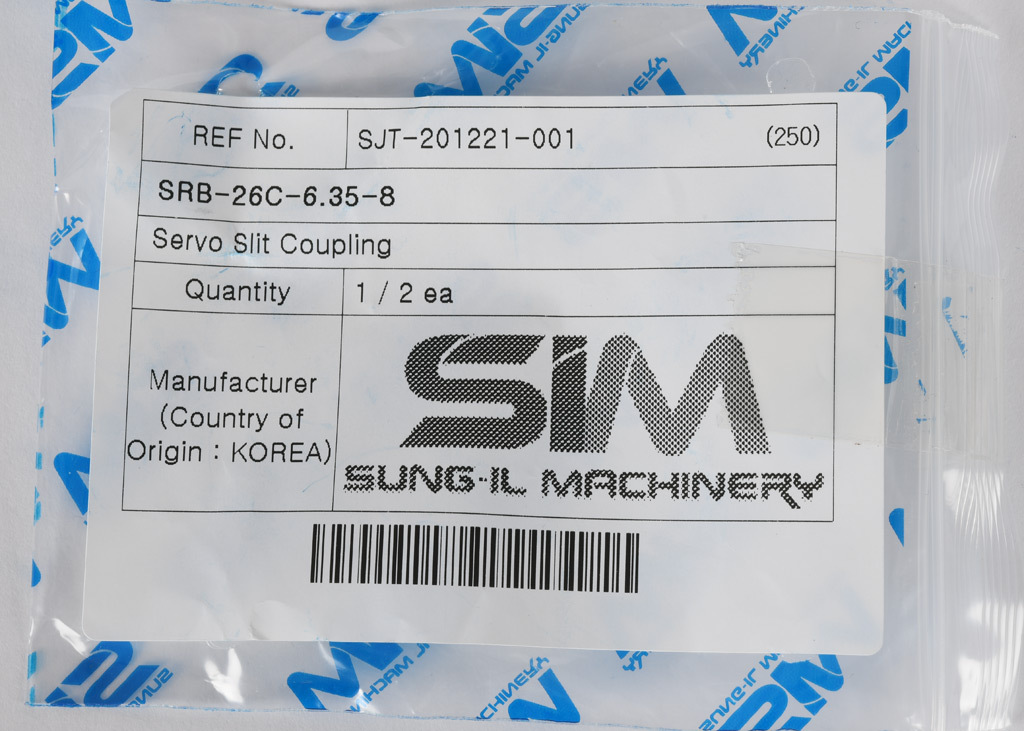 REF No. SJT-201221-001 (250)
SRB-26C-6.35-8
Servo Slit Coupling
Quantity 1 / 2 ea
Manufacturer
(Country of
Origin : KOREA)
SIM
SUNG-IL MACHINERY